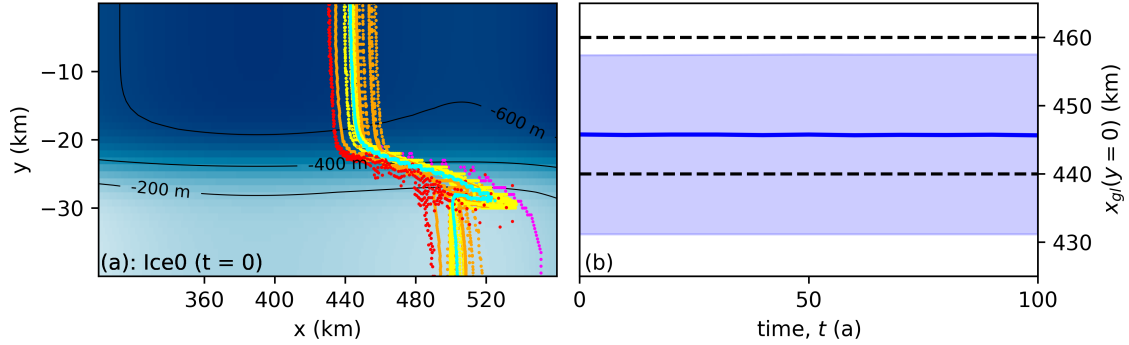 −10
−20
−30
y (km)
-600 m
-400 m
-200 m
(a): Ice0 (t = 0)
360
400
440
480
520
x (km)
(b)
0
50
100
time, t (a)
460
450
440
430
x_gl(y = 0) (km)